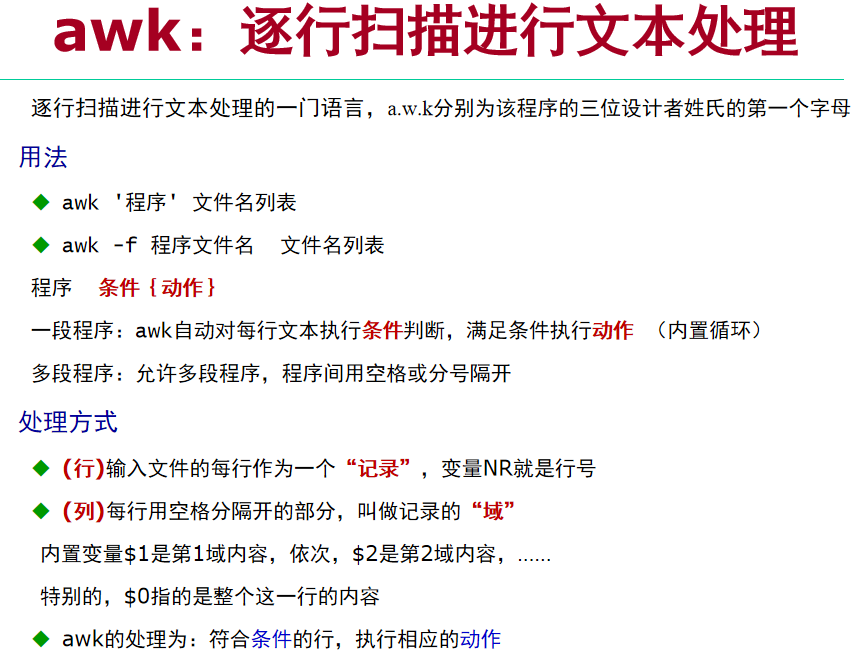 awk：逐行扫描进行文本处理
逐行扫描进行文本处理的一门语言，a.w.k分别为该程序的三位设计者姓氏的第一个字母
用法
◆ awk '程序' 文件名列表
◆ awk -f 程序文件名 文件名列表
程序 条件{动作}
一段程序：awk自动对每行文本执行条件判断，满足条件执行动作 （内置循环）
多段程序：允许多段程序，程序间用空格或分号隔开
处理方式
◆ (行)输入文件的每行作为一个“记录”，变量NR就是行号
◆ (列)每行用空格分隔开的部分，叫做记录的“域”
内置变量$1是第1域内容，依次，$2是第2域内容，……
特别的，$0指的是整个这一行的内容
◆ awk的处理为：符合条件的行，执行相应的动作